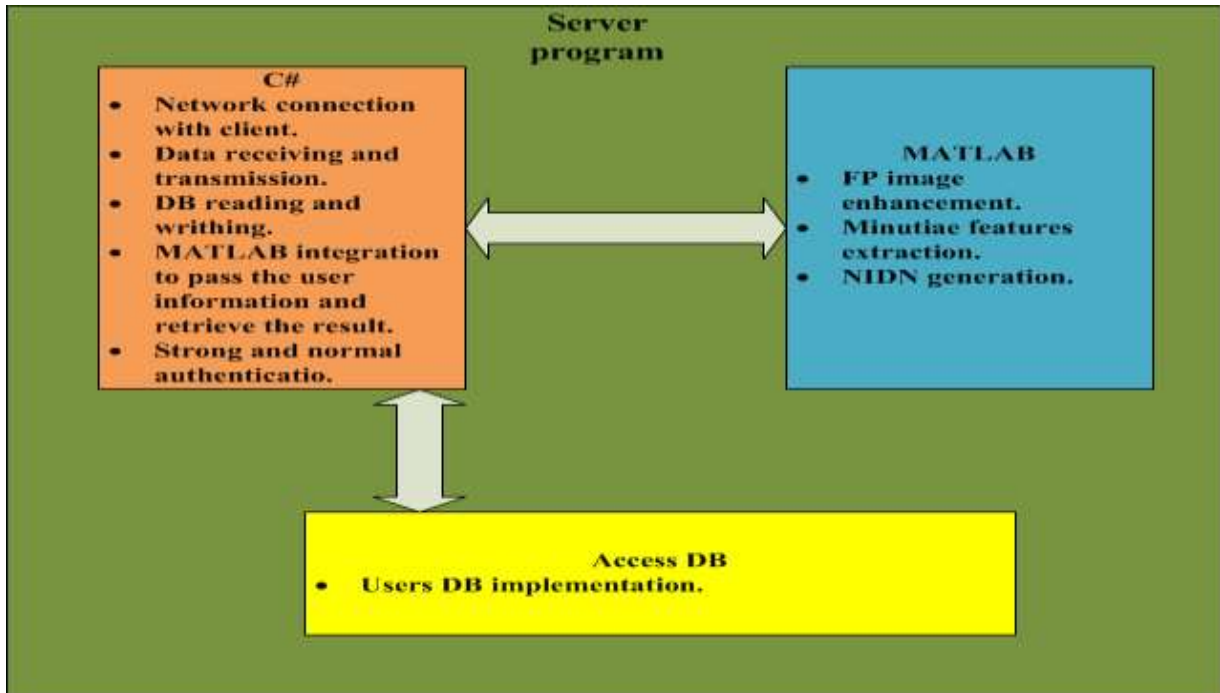 Server
program
C#
• Network connection
with client.
• Data receiving and
transmission.
• DB reading and
writhing.
• MATLAB integration
to pass the user
information and
retrieve the result.
• Strong and normal
authenticatio.
MATLAB
• FP image
enhancement.
• Minutiae features
extraction.
• NIDN generation.
Access DB
• Users DB implementation.